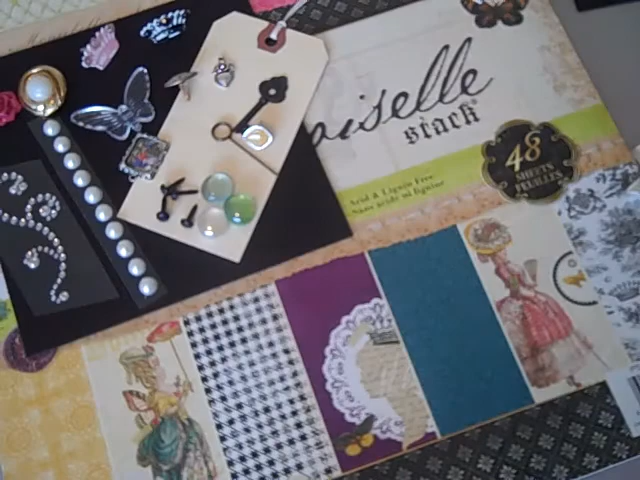 oiselle
stack
48
SHEETS
FEUILLES
Acid & Lignin Free
Sans acide ni lignine